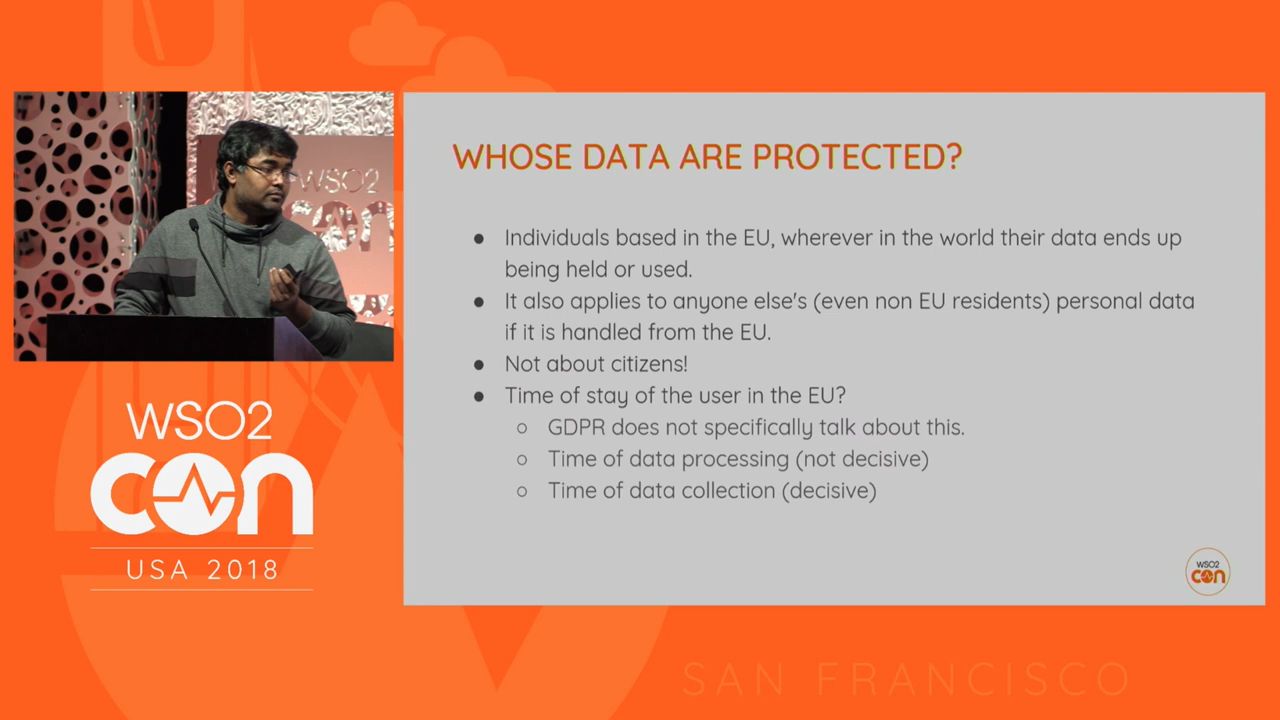 WHOSE DATA ARE PROTECTED?
● Individuals based in the EU, wherever in the world their data ends up
being held or used.
● It also applies to anyone else's (even non EU residents) personal data
if it is handled from the EU.
● Not about citizens!
● Time of stay of the user in the EU?
○ GDPR does not specifically talk about this.
○ Time of data processing (not decisive)
○ Time of data collection (decisive)
WSO2
con
WSO2
con
WSO2
con
USA 2018
SAN FRANCISCO